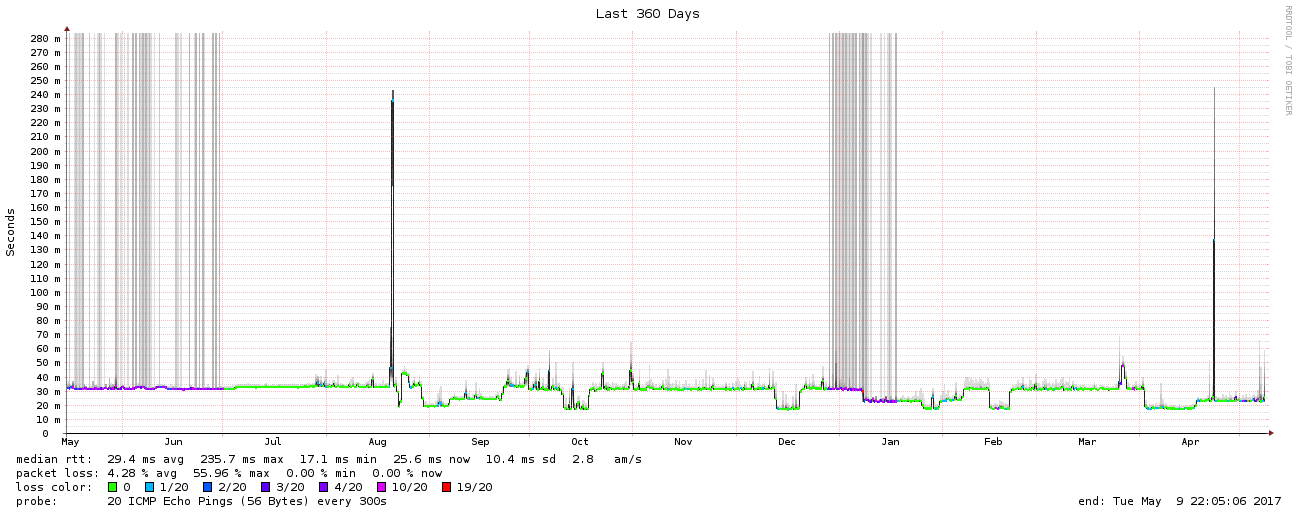 Last 360 Days
RRDTOOL / TOBI OETIKER
Seconds
280 m
270 m
260 m
250 m
240 m
230 m
220 m
210 m
200 m
190 m
180 m
170 m
160 m
150 m
140 m
130 m
120 m
110 m
100 m
90 m
80 m
70 m
60 m
50 m
40 m
30 m
20 m
10 m
0
May Jun Jul Aug Sep Oct Nov Dec Jan Feb Mar Apr
median rtt: 29.4 ms avg 235.7 ms max 17.1 ms min 25.6 ms now 10.4 ms sd 2.8 am/s
packet loss: 4.28 % avg 55.96 % max 0.00 % min 0.00 % now
loss color: 0 1/20 2/20 3/20 4/20 10/20 19/20
probe: 20 ICMP Echo Pings (56 Bytes) every 300s end: Tue May 9 22:05:06 2017